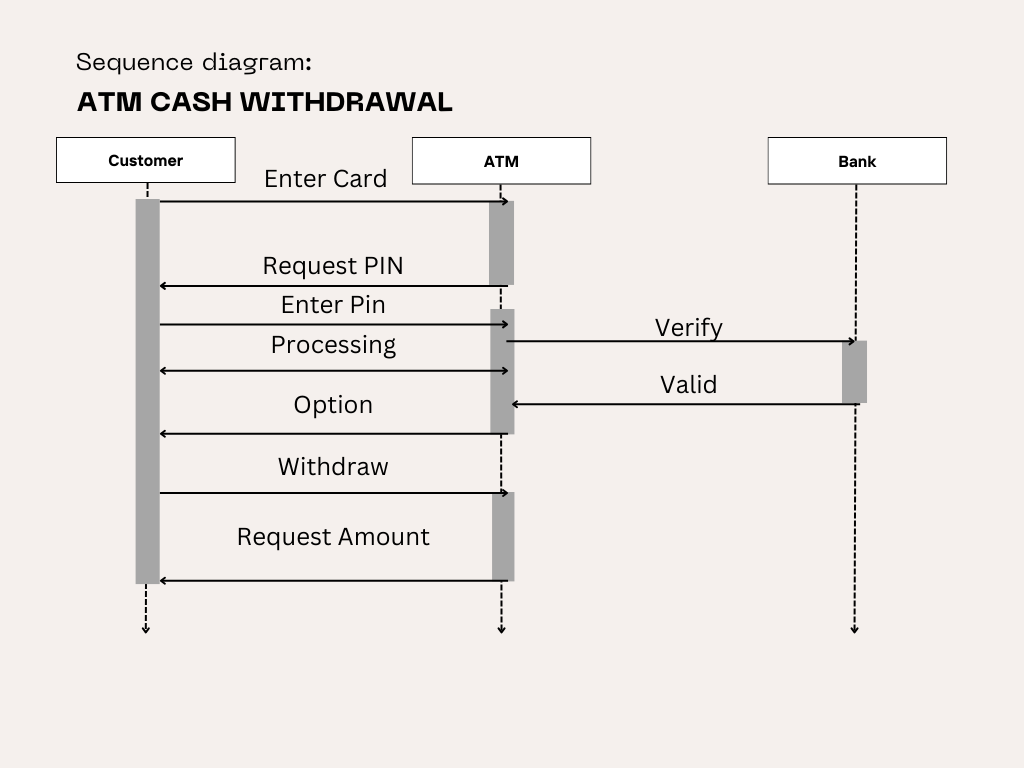 Sequence diagram:
ATM CASH WITHDRAWAL
Customer
ATM
Bank
Enter Card
Request PIN
Enter Pin
Verify
Processing
Valid
Option
Withdraw
Request Amount